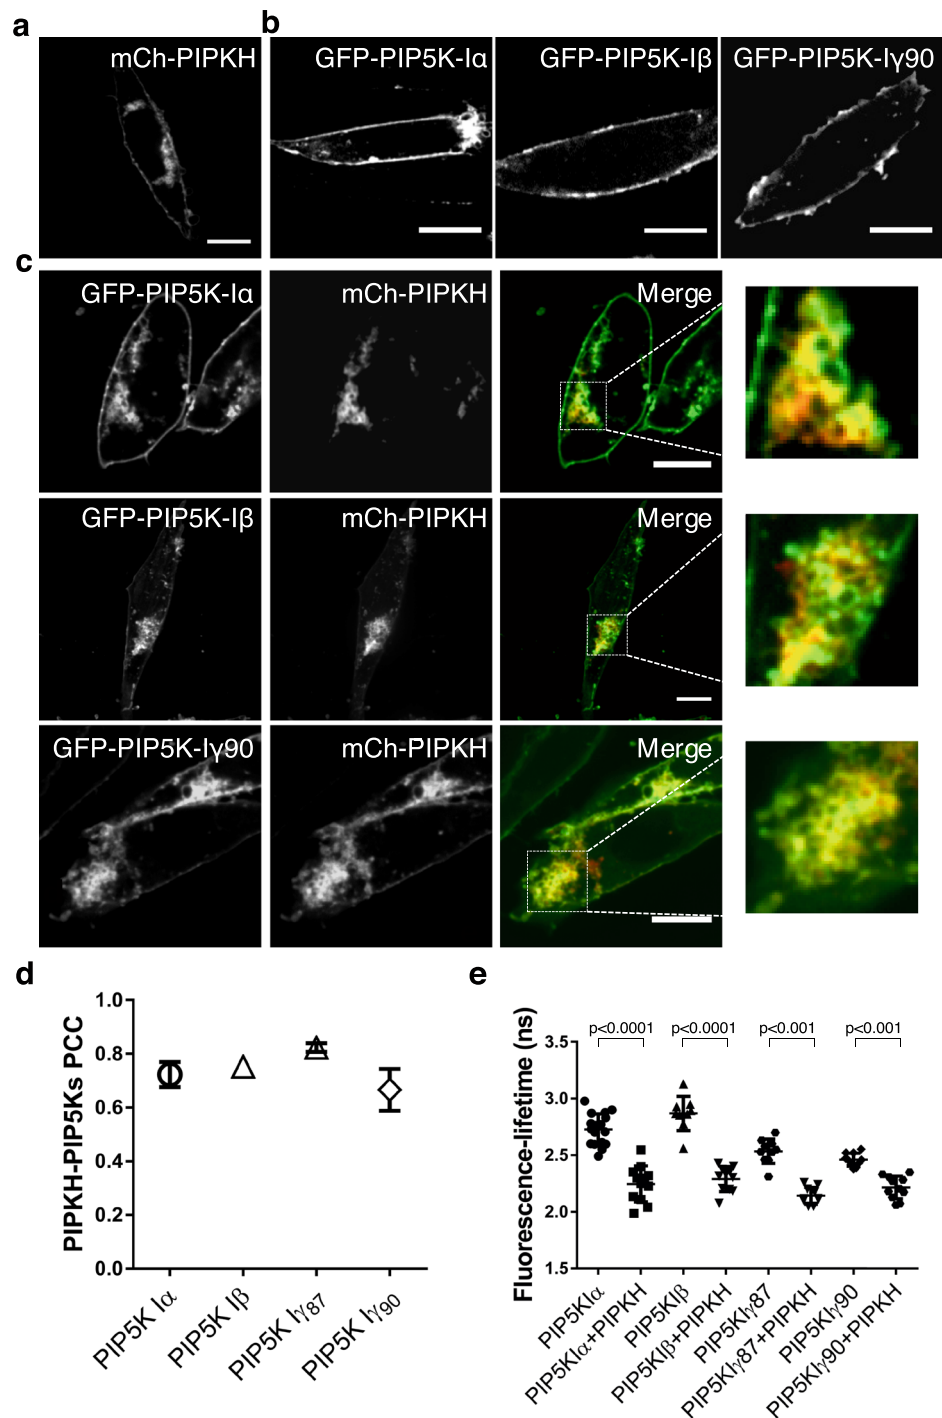 a
b
mCh-PIPKH
GFP-PIP5K-Iα
GFP-PIP5K-Iβ
GFP-PIP5K-Iγ90
c
GFP-PIP5K-Iα
mCh-PIPKH
Merge
GFP-PIP5K-Iβ
mCh-PIPKH
Merge
GFP-PIP5K-Iγ90
mCh-PIPKH
Merge
d
PIPKH-PIP5Ks PCC
1.0
0.8
0.6
0.4
0.2
0.0
PIP5K Iα
PIP5K Iβ
PIP5K Iγ87
PIP5K Iγ90
e
Fluorescence-lifetime (ns)
p<0.0001
p<0.0001
p<0.001
p<0.001
3.5
3.0
2.5
2.0
1.5
PIP5KIα
PIP5KIα+PIPKH
PIP5KIβ
PIP5KIβ+PIPKH
PIP5KIγ87
PIP5KIγ87+PIPKH
PIP5KIγ90
PIP5KIγ90+PIPKH